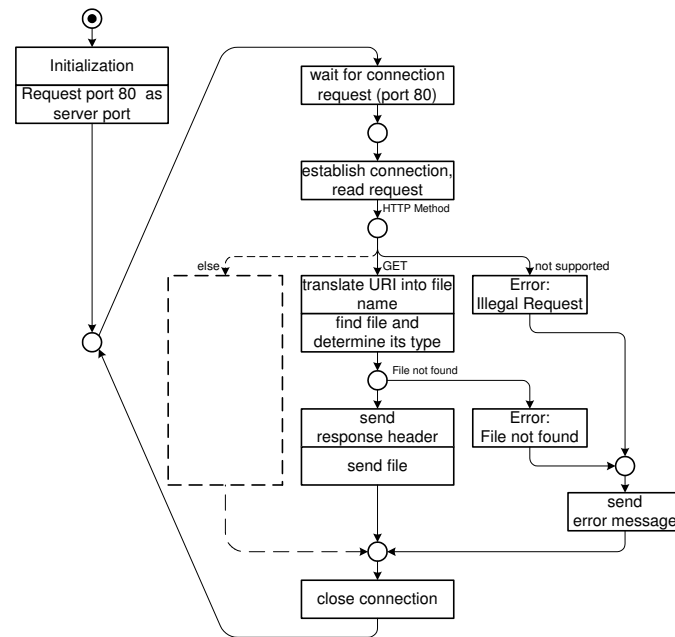 Initialization
Request port 80 as
server port
wait for connection
request (port 80)
establish connection,
read request
HTTP Method
else
GET
not supported
translate URI into file
name
find file and
determine its type
Error:
Illegal Request
File not found
send
response header
send file
Error:
File not found
send
error message
close connection